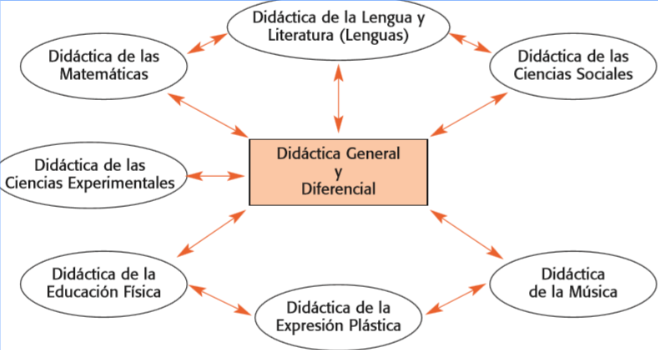 Didáctica de la Lengua y
Literatura (Lenguas)
Didáctica de las
Matemáticas
Didáctica de las
Ciencias Sociales
Didáctica General
y
Diferencial
Didáctica de las
Ciencias Experimentales
Didáctica de la
Educación Física
Didáctica de la
Expresión Plástica
Didáctica
de la Música